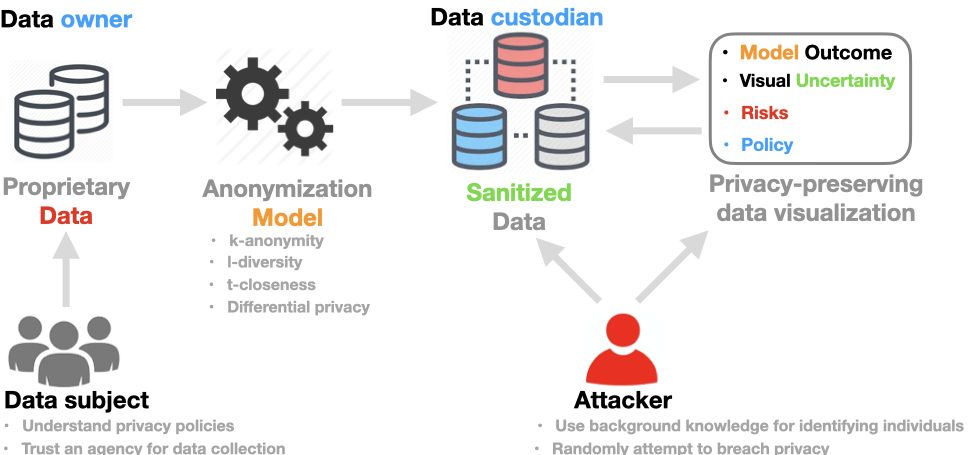 Data owner
Data custodian
• Model Outcome
• Visual Uncertainty
• Risks
• Policy
Proprietary
Data
Anonymization
Model
• k-anonymity
• l-diversity
• t-closeness
• Differential privacy
Sanitized
Data
Privacy-preserving
data visualization
Data subject
• Understand privacy policies
• Trust an agency for data collection
Attacker
• Use background knowledge for identifying individuals
• Randomly attempt to breach privacy